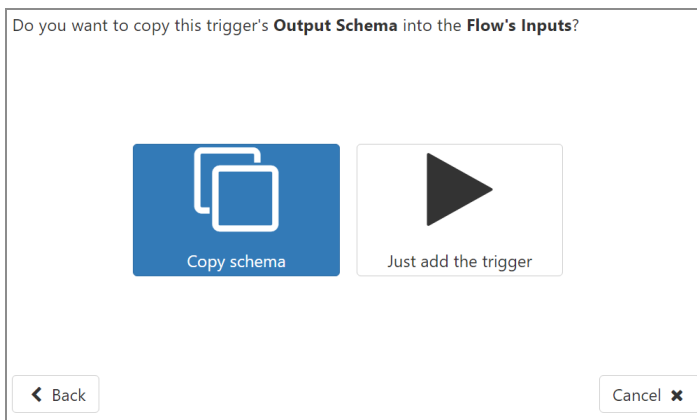 Do you want to copy this trigger's Output Schema into the Flow's Inputs?
Copy schema
Just add the trigger
Back
Cancel